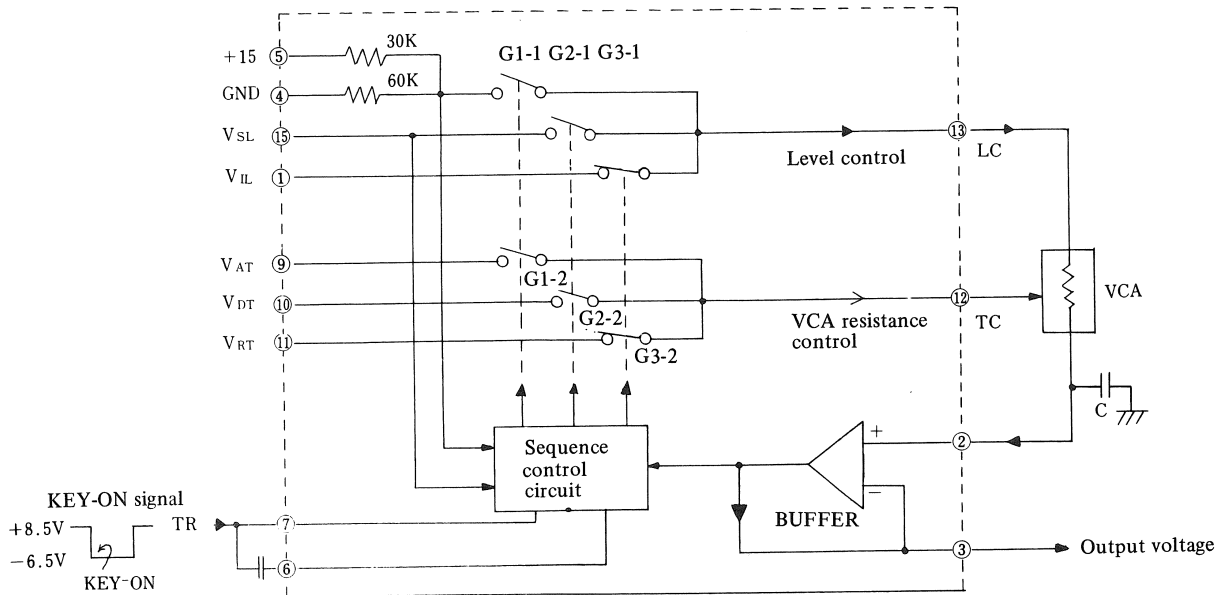 +15 ⑤ 30K
G1-1 G2-1 G3-1
GND ④ 60K
VSL ⑮
⑬ LC
Level control
VIL ①
VAT ⑨
G1-2
VDT ⑩
⑫ TC
VCA
G2-2
VCA resistance
control
VRT ⑪
G3-2
C
+
②
Sequence
control
circuit
−
BUFFER
KEY-ON signal
+8.5V
TR ⑦
−6.5V
KEY-ON
⑥
③ Output voltage